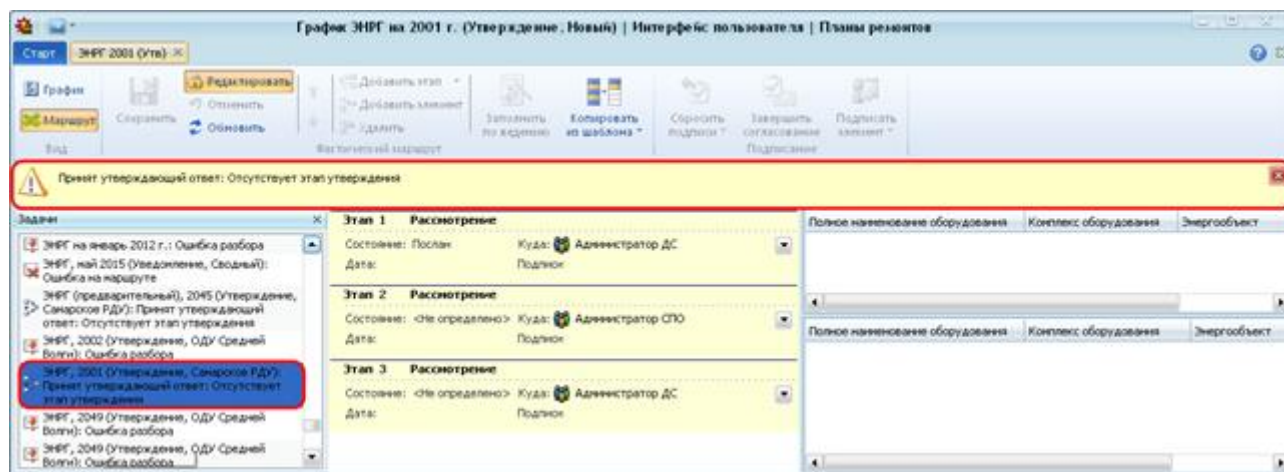 График ЭНРГ на 2001 г. (Утверждение, Новый) | Интерфейс пользователя | Планы ремонтов
Старт ЭНРГ 2001 (Утв)
График
Маршрут
Вид
Сохранить
Редактировать
Отменить
Обновить
Добавить этап
Добавить элемент
Удалить
Заполнить
по ведению
Копировать
из шаблона
Фактический маршрут
Сбросить
подписи
Завершить
согласование
Подписать
элемент
Подписание
Принят утверждающий ответ: Отсутствует этап утверждения
Задачи
ЭНРГ на январь 2012 г.: Ошибка разбора
ЭНРГ, май 2015 (Уведомление, Сводный):
Ошибка на маршруте
ЭНРГ (предварительный), 2045 (Утверждение,
Самарское РДУ): Принят утверждающий
ответ: Отсутствует этап утверждения
ЭНРГ, 2002 (Утверждение, ОДУ Средней
Волги): Ошибка разбора
ЭНРГ, 2001 (Утверждение, Самарское РДУ):
Принят утверждающий ответ: Отсутствует
этап утверждения
ЭНРГ, 2049 (Утверждение, ОДУ Средней
Волги): Ошибка разбора
ЭНРГ, 2049 (Утверждение, ОДУ Средней
Волги): Ошибка разбора
Этап 1 Рассмотрение
Состояние: Послан Куда: Администратор ДС
Дата: Подписи
Этап 2 Рассмотрение
Состояние: <Не определено> Куда: Администратор СПО
Дата: Подписи
Этап 3 Рассмотрение
Состояние: <Не определено> Куда: Администратор ДС
Дата: Подписи
Полное наименование оборудования Комплекс оборудования Энергообъект
Полное наименование оборудования Комплекс оборудования Энергообъект